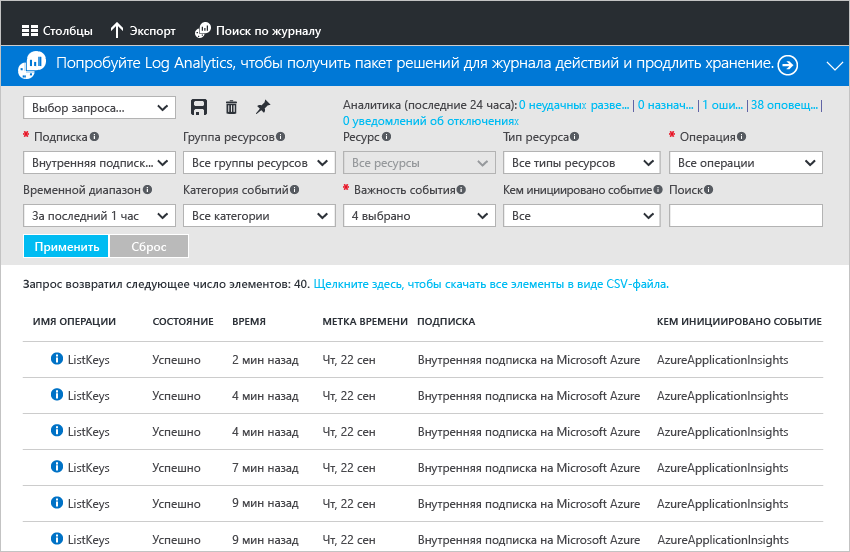 Столбцы Экспорт Поиск по журналу
Попробуйте Log Analytics, чтобы получить пакет решений для журнала действий и продлить хранение.
Выбор запроса... Аналитика (последние 24 часа): 0 неудачных разве... | 0 назнач... | 1 оши... | 38 оповещ... |
0 уведомлений об отключениях
* Подписка Группа ресурсов Ресурс Тип ресурса * Операция
Внутренняя подписк... Все группы ресурсов Все ресурсы Все типы ресурсов Все операции
Временной диапазон Категория событий * Важность события Кем инициировано событие Поиск
За последний 1 час Все категории 4 выбрано Все
Применить Сброс
Запрос возвратил следующее число элементов: 40. Щелкните здесь, чтобы скачать все элементы в виде CSV-файла.
ИМЯ ОПЕРАЦИИ СОСТОЯНИЕ ВРЕМЯ МЕТКА ВРЕМЕНИ ПОДПИСКА КЕМ ИНИЦИИРОВАНО СОБЫТИЕ
ListKeys Успешно 2 мин назад Чт, 22 сен Внутренняя подписка на Microsoft Azure AzureApplicationInsights
ListKeys Успешно 4 мин назад Чт, 22 сен Внутренняя подписка на Microsoft Azure AzureApplicationInsights
ListKeys Успешно 4 мин назад Чт, 22 сен Внутренняя подписка на Microsoft Azure AzureApplicationInsights
ListKeys Успешно 7 мин назад Чт, 22 сен Внутренняя подписка на Microsoft Azure AzureApplicationInsights
ListKeys Успешно 9 мин назад Чт, 22 сен Внутренняя подписка на Microsoft Azure AzureApplicationInsights
ListKeys Успешно 9 мин назад Чт, 22 сен Внутренняя подписка на Microsoft Azure AzureApplicationInsights